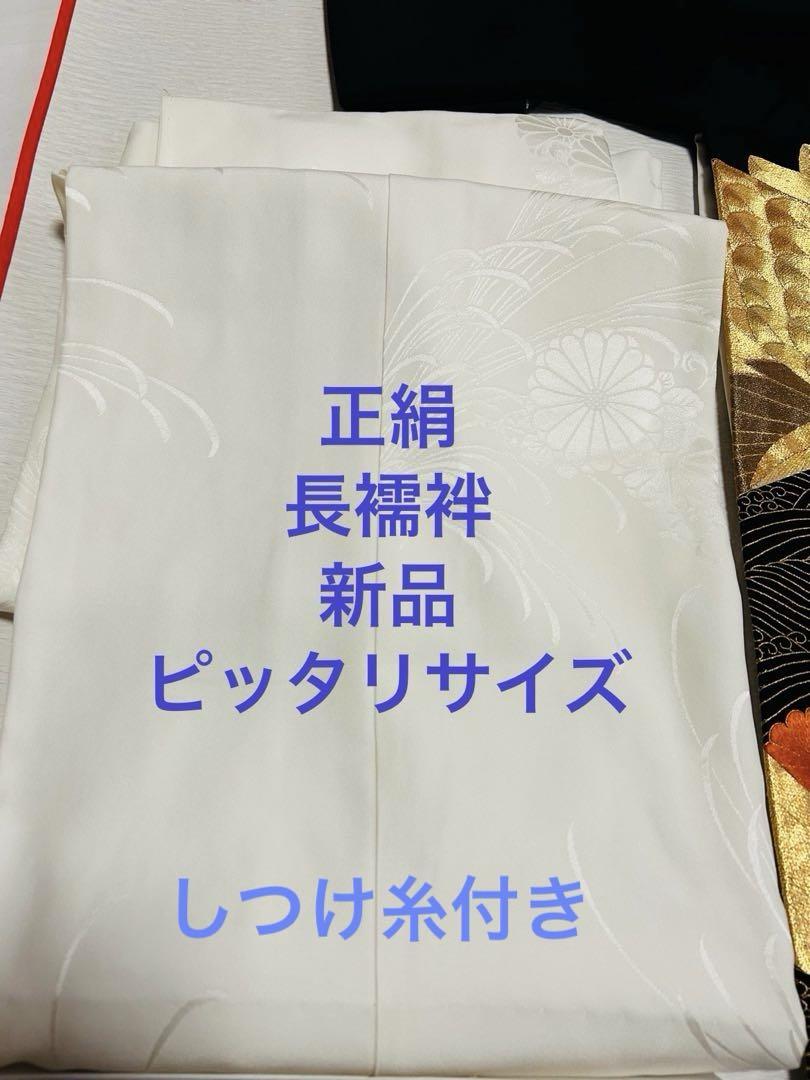 正絹
長襦袢
新品
ピッタリサイズ
しつけ糸付き